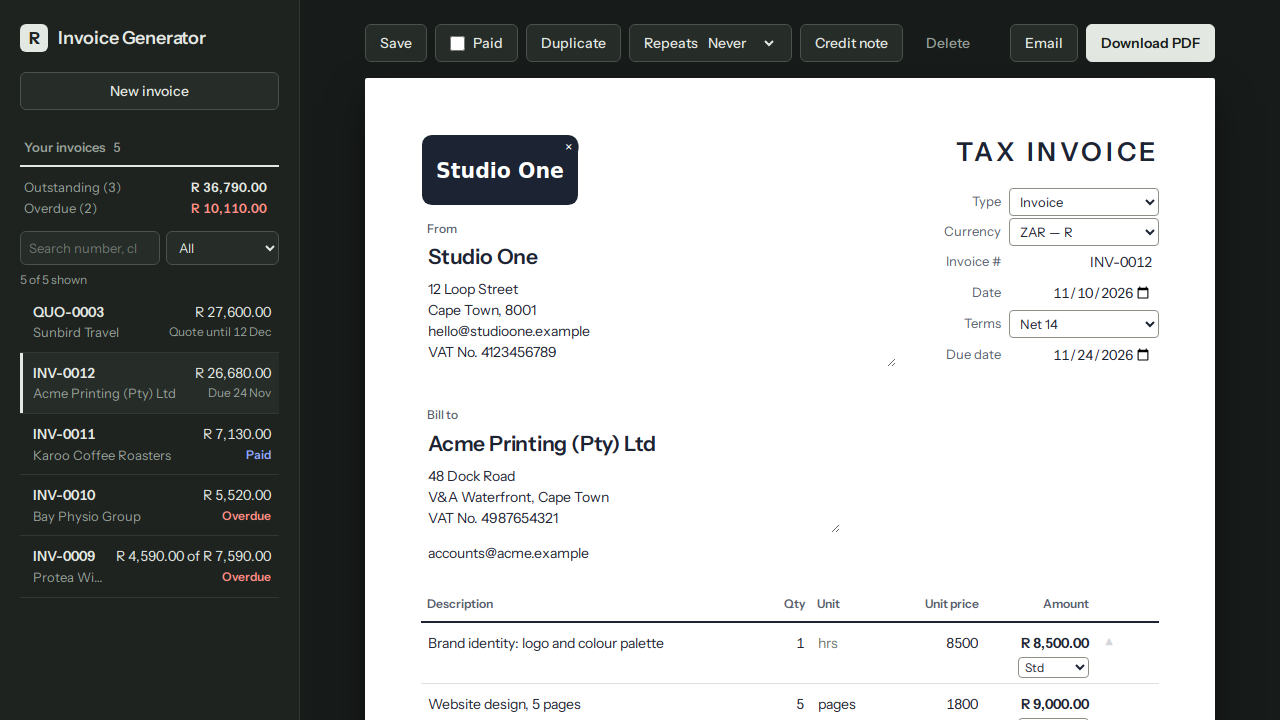 R Invoice Generator
New invoice
Your invoices 5
Outstanding (3) R 36,790.00
Overdue (2) R 10,110.00
Search number, cl All
5 of 5 shown
QUO-0003 R 27,600.00
Sunbird Travel Quote until 12 Dec
INV-0012 R 26,680.00
Acme Printing (Pty) Ltd Due 24 Nov
INV-0011 R 7,130.00
Karoo Coffee Roasters Paid
INV-0010 R 5,520.00
Bay Physio Group Overdue
INV-0009 R 4,590.00 of R 7,590.00
Protea Wi... Overdue
Save Paid Duplicate Repeats Never Credit note Delete Email Download PDF
Studio One ×
TAX INVOICE
Type Invoice
Currency ZAR — R
Invoice # INV-0012
Date 11/10/2026
Terms Net 14
Due date 11/24/2026
From
Studio One
12 Loop Street
Cape Town, 8001
hello@studioone.example
VAT No. 4123456789
Bill to
Acme Printing (Pty) Ltd
48 Dock Road
V&A Waterfront, Cape Town
VAT No. 4987654321
accounts@acme.example
Description Qty Unit Unit price Amount
Brand identity: logo and colour palette 1 hrs 8500 R 8,500.00
Std
Website design, 5 pages 5 pages 1800 R 9,000.00